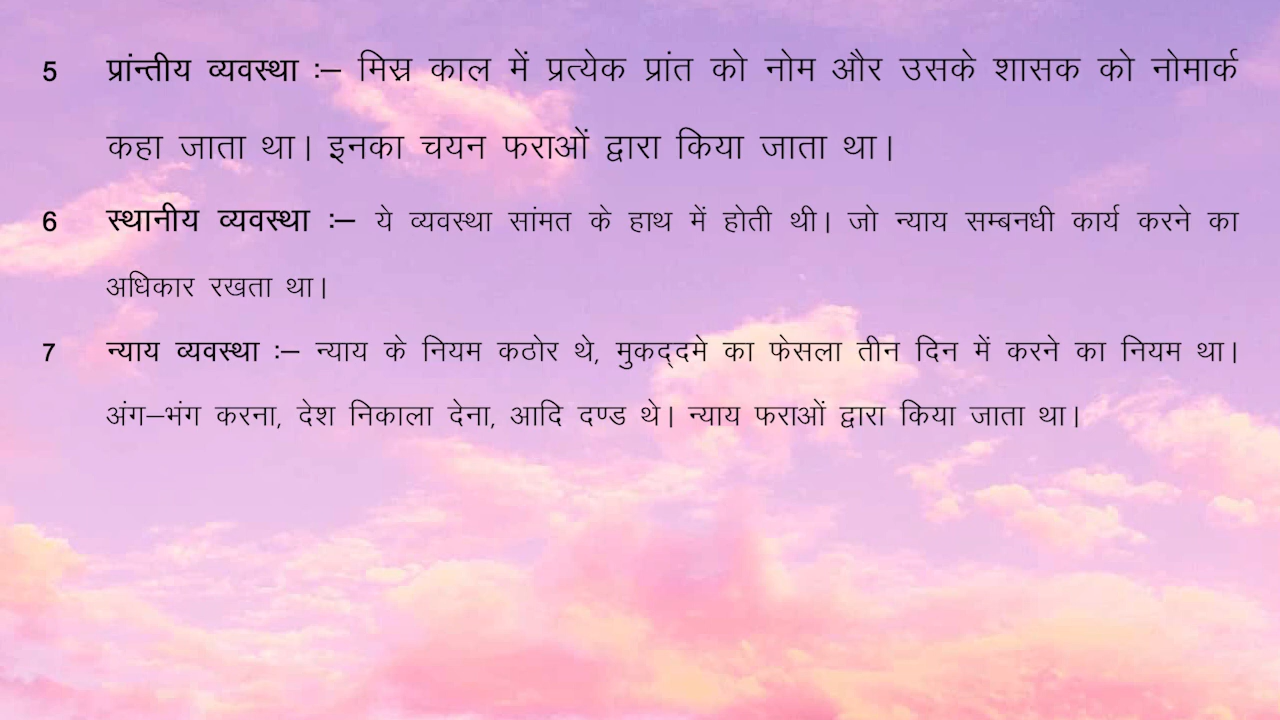 5 प्रांन्तीय व्यवस्था :– मिस्र काल में प्रत्येक प्रांत को नोम और उसके शासक को नोमार्क
कहा जाता था। इनका चयन फराओं द्वारा किया जाता था।
6 स्थानीय व्यवस्था :– ये व्यवस्था सांमत के हाथ में होती थी। जो न्याय सम्बनधी कार्य करने का
अधिकार रखता था।
7 न्याय व्यवस्था :– न्याय के नियम कठोर थे, मुकद्दमे का फेसला तीन दिन में करने का नियम था।
अंग–भंग करना, देश निकाला देना, आदि दण्ड थे। न्याय फराओं द्वारा किया जाता था।